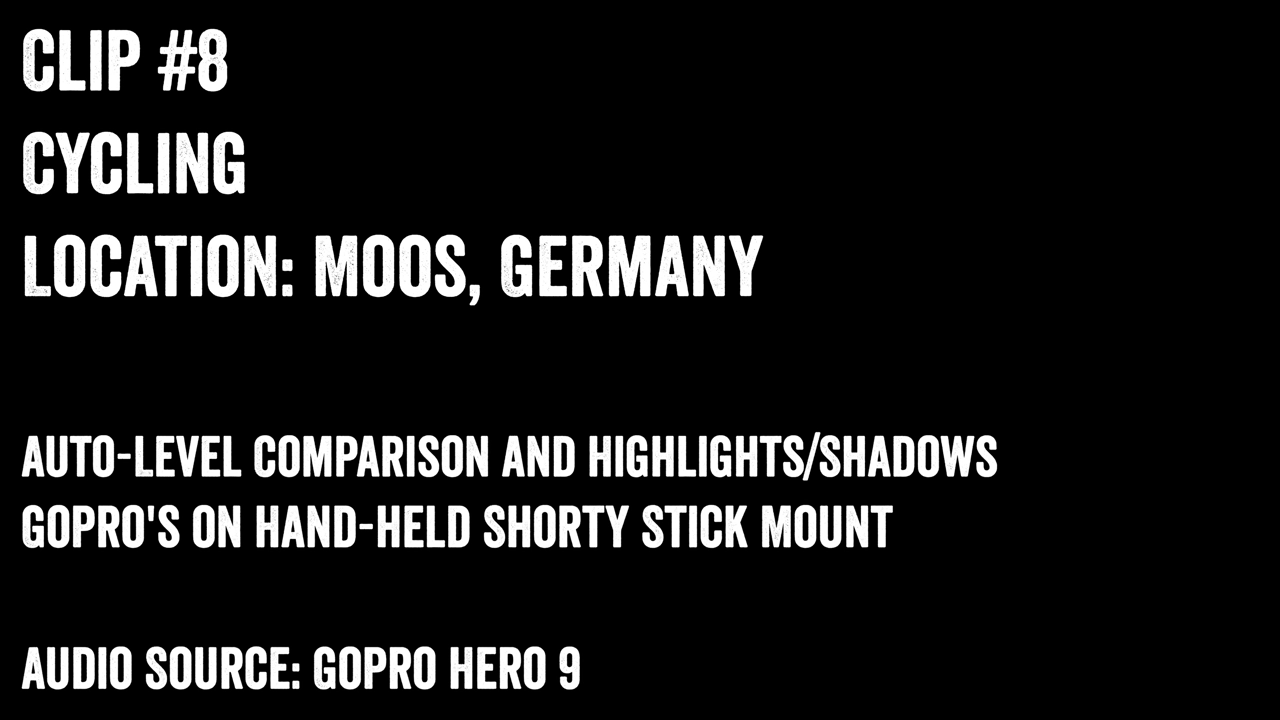 CLIP #8
CYCLING
LOCATION: MOOS, GERMANY
AUTO-LEVEL COMPARISON AND HIGHLIGHTS/SHADOWS
GOPRO'S ON HAND-HELD SHORTY STICK MOUNT
AUDIO SOURCE: GOPRO HERO 9